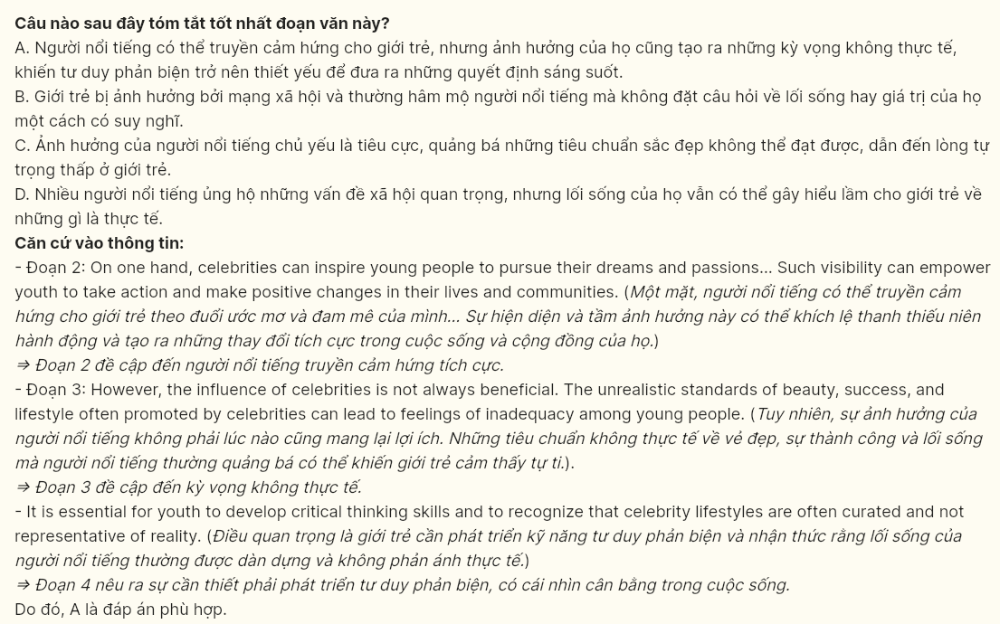 Câu nào sau đây tóm tắt tốt nhất đoạn văn này?
A. Người nổi tiếng có thể truyền cảm hứng cho giới trẻ, nhưng ảnh hưởng của họ cũng tạo ra những kỳ vọng không thực tế,
khiến tư duy phản biện trở nên thiết yếu để đưa ra những quyết định sáng suốt.
B. Giới trẻ bị ảnh hưởng bởi mạng xã hội và thường hâm mộ người nổi tiếng mà không đặt câu hỏi về lối sống hay giá trị của họ
một cách có suy nghĩ.
C. Ảnh hưởng của người nổi tiếng chủ yếu là tiêu cực, quảng bá những tiêu chuẩn sắc đẹp không thể đạt được, dẫn đến lòng tự
trọng thấp ở giới trẻ.
D. Nhiều người nổi tiếng ủng hộ những vấn đề xã hội quan trọng, nhưng lối sống của họ vẫn có thể gây hiểu lầm cho giới trẻ về
những gì là thực tế.
Căn cứ vào thông tin:
- Đoạn 2: On one hand, celebrities can inspire young people to pursue their dreams and passions... Such visibility can empower
youth to take action and make positive changes in their lives and communities. (Một mặt, người nổi tiếng có thể truyền cảm
hứng cho giới trẻ theo đuổi ước mơ và đam mê của mình... Sự hiện diện và tầm ảnh hưởng này có thể khích lệ thanh thiếu niên
hành động và tạo ra những thay đổi tích cực trong cuộc sống và cộng đồng của họ.)
⇒ Đoạn 2 đề cập đến người nổi tiếng truyền cảm hứng tích cực.
- Đoạn 3: However, the influence of celebrities is not always beneficial. The unrealistic standards of beauty, success, and
lifestyle often promoted by celebrities can lead to feelings of inadequacy among young people. (Tuy nhiên, sự ảnh hưởng của
người nổi tiếng không phải lúc nào cũng mang lại lợi ích. Những tiêu chuẩn không thực tế về vẻ đẹp, sự thành công và lối sống
mà người nổi tiếng thường quảng bá có thể khiến giới trẻ cảm thấy tự ti.).
⇒ Đoạn 3 đề cập đến kỳ vọng không thực tế.
- It is essential for youth to develop critical thinking skills and to recognize that celebrity lifestyles are often curated and not
representative of reality. (Điều quan trọng là giới trẻ cần phát triển kỹ năng tư duy phản biện và nhận thức rằng lối sống của
người nổi tiếng thường được dàn dựng và không phản ánh thực tế.)
⇒ Đoạn 4 nêu ra sự cần thiết phải phát triển tư duy phản biện, có cái nhìn cân bằng trong cuộc sống.
Do đó, A là đáp án phù hợp.